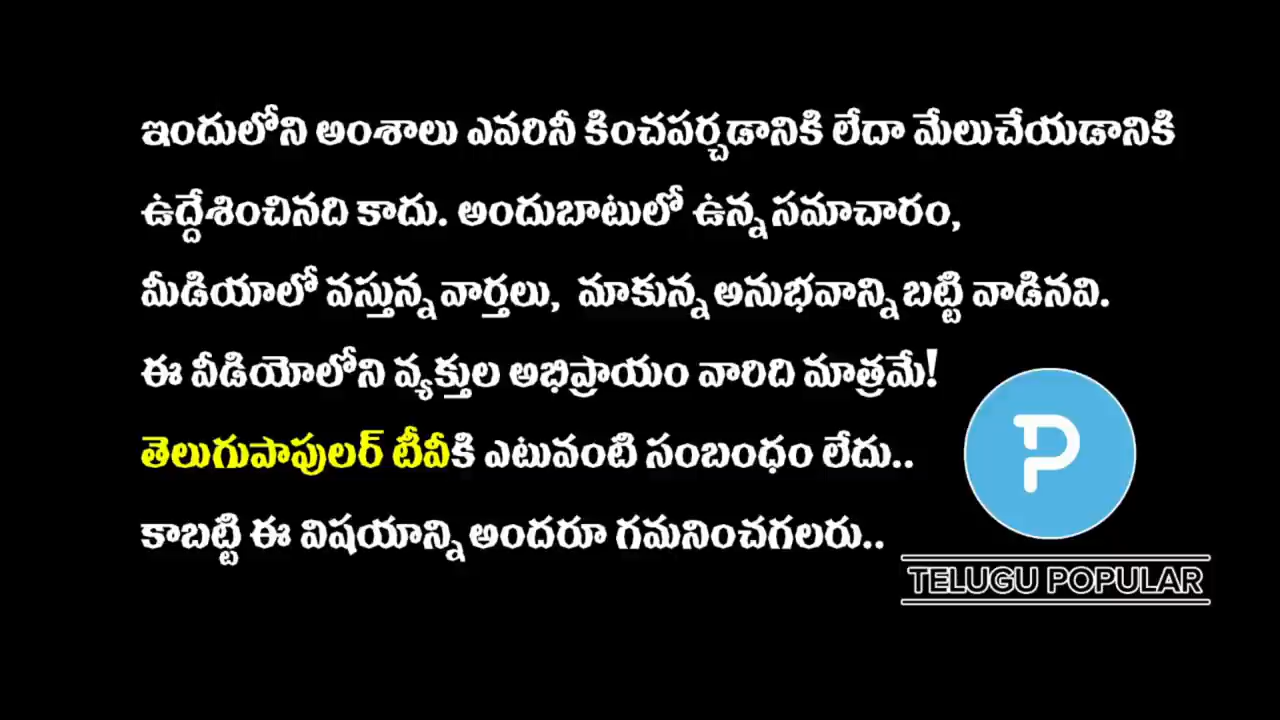 ఇందులోని అంశాలు ఎవరినీ కించపర్చడానికి లేదా మేలుచేయడానికి
ఉద్దేశించినది కాదు. అందుబాటులో ఉన్న సమాచారం,
మీడియాలో వస్తున్న వార్తలు, మాకున్న అనుభవాన్ని బట్టి వాడినవి.
ఈ వీడియోలోని వ్యక్తుల అభిప్రాయం వారిది మాత్రమే!
తెలుగుపాపులర్ టీవీకి ఎటువంటి సంబంధం లేదు..
కాబట్టి ఈ విషయాన్ని అందరూ గమనించగలరు..
TELUGU POPULAR